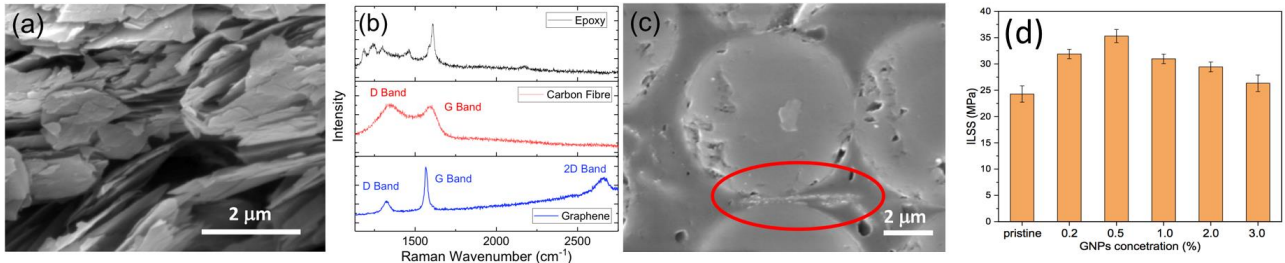 (a)
2 μm
(b)
Epoxy
D Band
G Band
Carbon Fibre
2D Band
D Band
G Band
Graphene
Intensity
1500
2000
2500
Raman Wavenumber (cm⁻¹)
(c)
2 μm
(d)
ILSS (MPa)
40
35
30
25
20
15
10
5
0
pristine
0.2
0.5
1.0
2.0
3.0
GNPs concetration (%)